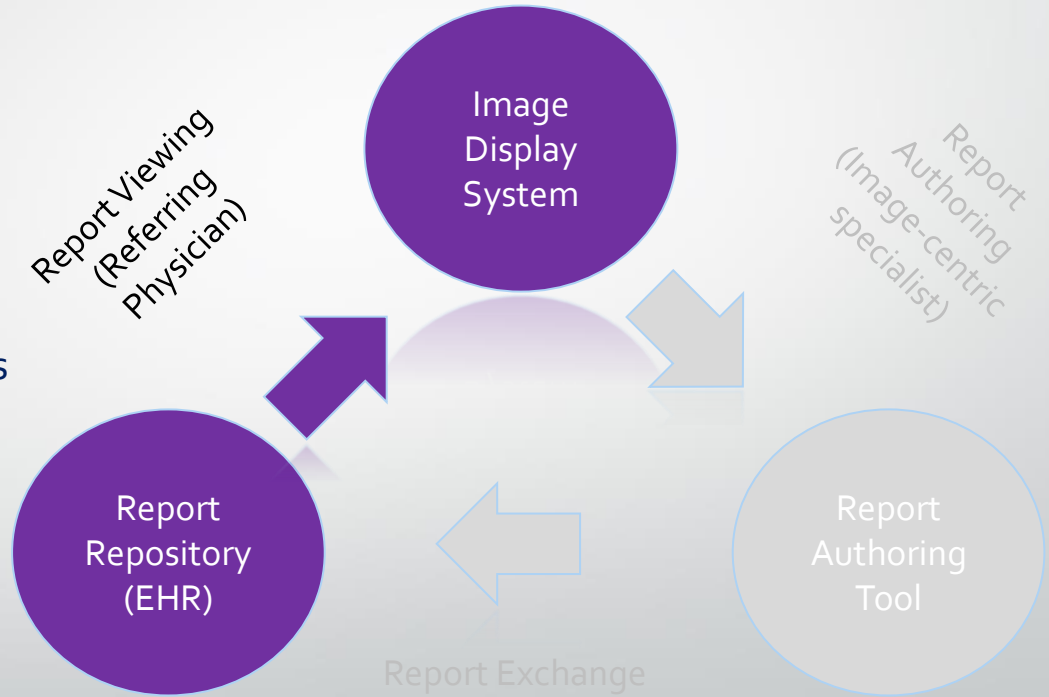 Image
Display
System
Report Viewing
(Referring
Physician)
Report
Authoring
(Image-centric
specialist)
s
Report
Repository
(EHR)
Report
Authoring
Tool
Report Exchange